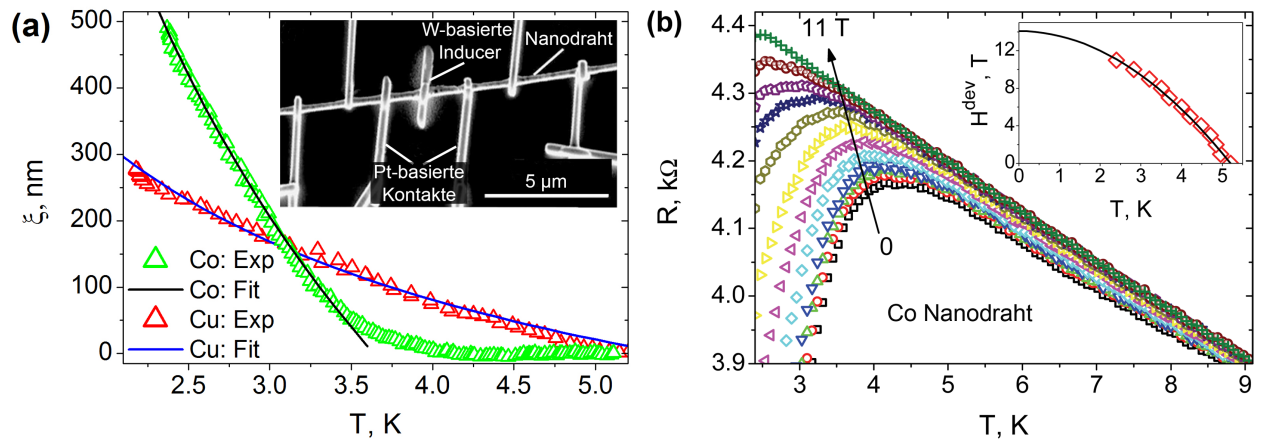 (a)
500
400
300
200
100
0
ξ, nm
W-basierte
Inducer
Nanodraht
Pt-basierte
Kontakte
5 µm
Co: Exp
Co: Fit
Cu: Exp
Cu: Fit
2.5
3.0
3.5
4.0
4.5
5.0
T, K
(b)
4.4
4.3
4.2
4.1
4.0
3.9
R, kΩ
11 T
0
Co Nanodraht
12
8
4
0
H^dev, T
0
1
2
3
4
5
T, K
3
4
5
6
7
8
9
T, K